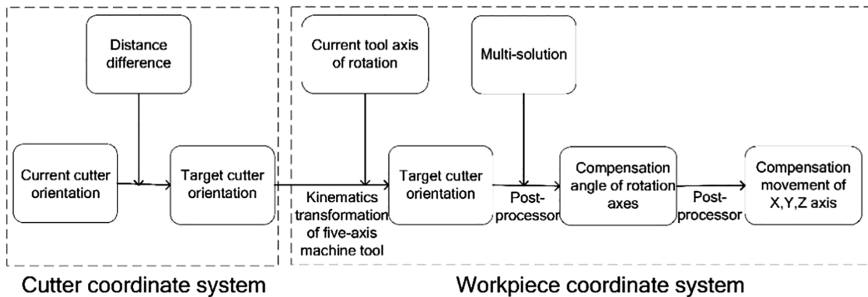 Distance
difference
Current tool axis
of rotation
Multi-solution
Current cutter
orientation
Target cutter
orientation
Kinematics
transformation
of five-axis
machine tool
Target cutter
orientation
Post-
processor
Compensation
angle of rotation
axes
Post-
processor
Compensation
movement of
X,Y,Z axis
Cutter coordinate system
Workpiece coordinate system